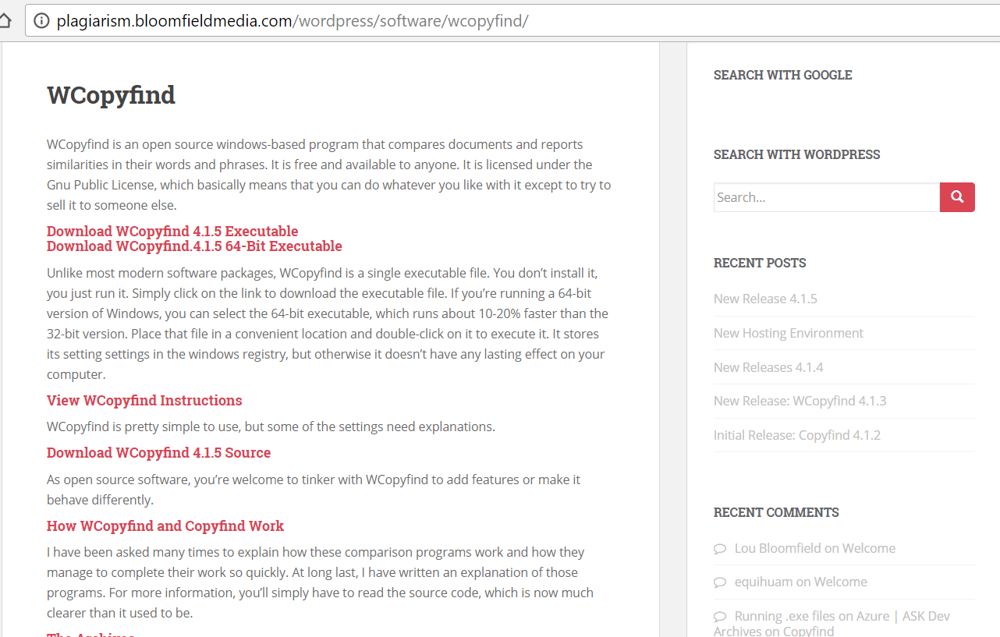 plagiarism.bloomfieldmedia.com/wordpress/software/wcopyfind/
WCopyfind
WCopyfind is an open source windows-based program that compares documents and reports
similarities in their words and phrases. It is free and available to anyone. It is licensed under the
Gnu Public License, which basically means that you can do whatever you like with it except to try to
sell it to someone else.
Download WCopyfind 4.1.5 Executable
Download WCopyfind.4.1.5 64-Bit Executable
Unlike most modern software packages, WCopyfind is a single executable file. You don’t install it,
you just run it. Simply click on the link to download the executable file. If you’re running a 64-bit
version of Windows, you can select the 64-bit executable, which runs about 10-20% faster than the
32-bit version. Place that file in a convenient location and double-click on it to execute it. It stores
its setting settings in the windows registry, but otherwise it doesn’t have any lasting effect on your
computer.
View WCopyfind Instructions
WCopyfind is pretty simple to use, but some of the settings need explanations.
Download WCopyfind 4.1.5 Source
As open source software, you’re welcome to tinker with WCopyfind to add features or make it
behave differently.
How WCopyfind and Copyfind Work
I have been asked many times to explain how these comparison programs work and how they
manage to complete their work so quickly. At long last, I have written an explanation of those
programs. For more information, you’ll simply have to read the source code, which is now much
clearer than it used to be.
The Archives
SEARCH WITH GOOGLE
SEARCH WITH WORDPRESS
Search...
RECENT POSTS
New Release 4.1.5
New Hosting Environment
New Releases 4.1.4
New Release: WCopyfind 4.1.3
Initial Release: Copyfind 4.1.2
RECENT COMMENTS
Lou Bloomfield on Welcome
equihuam on Welcome
Running .exe files on Azure | ASK Dev
Archives on Copyfind